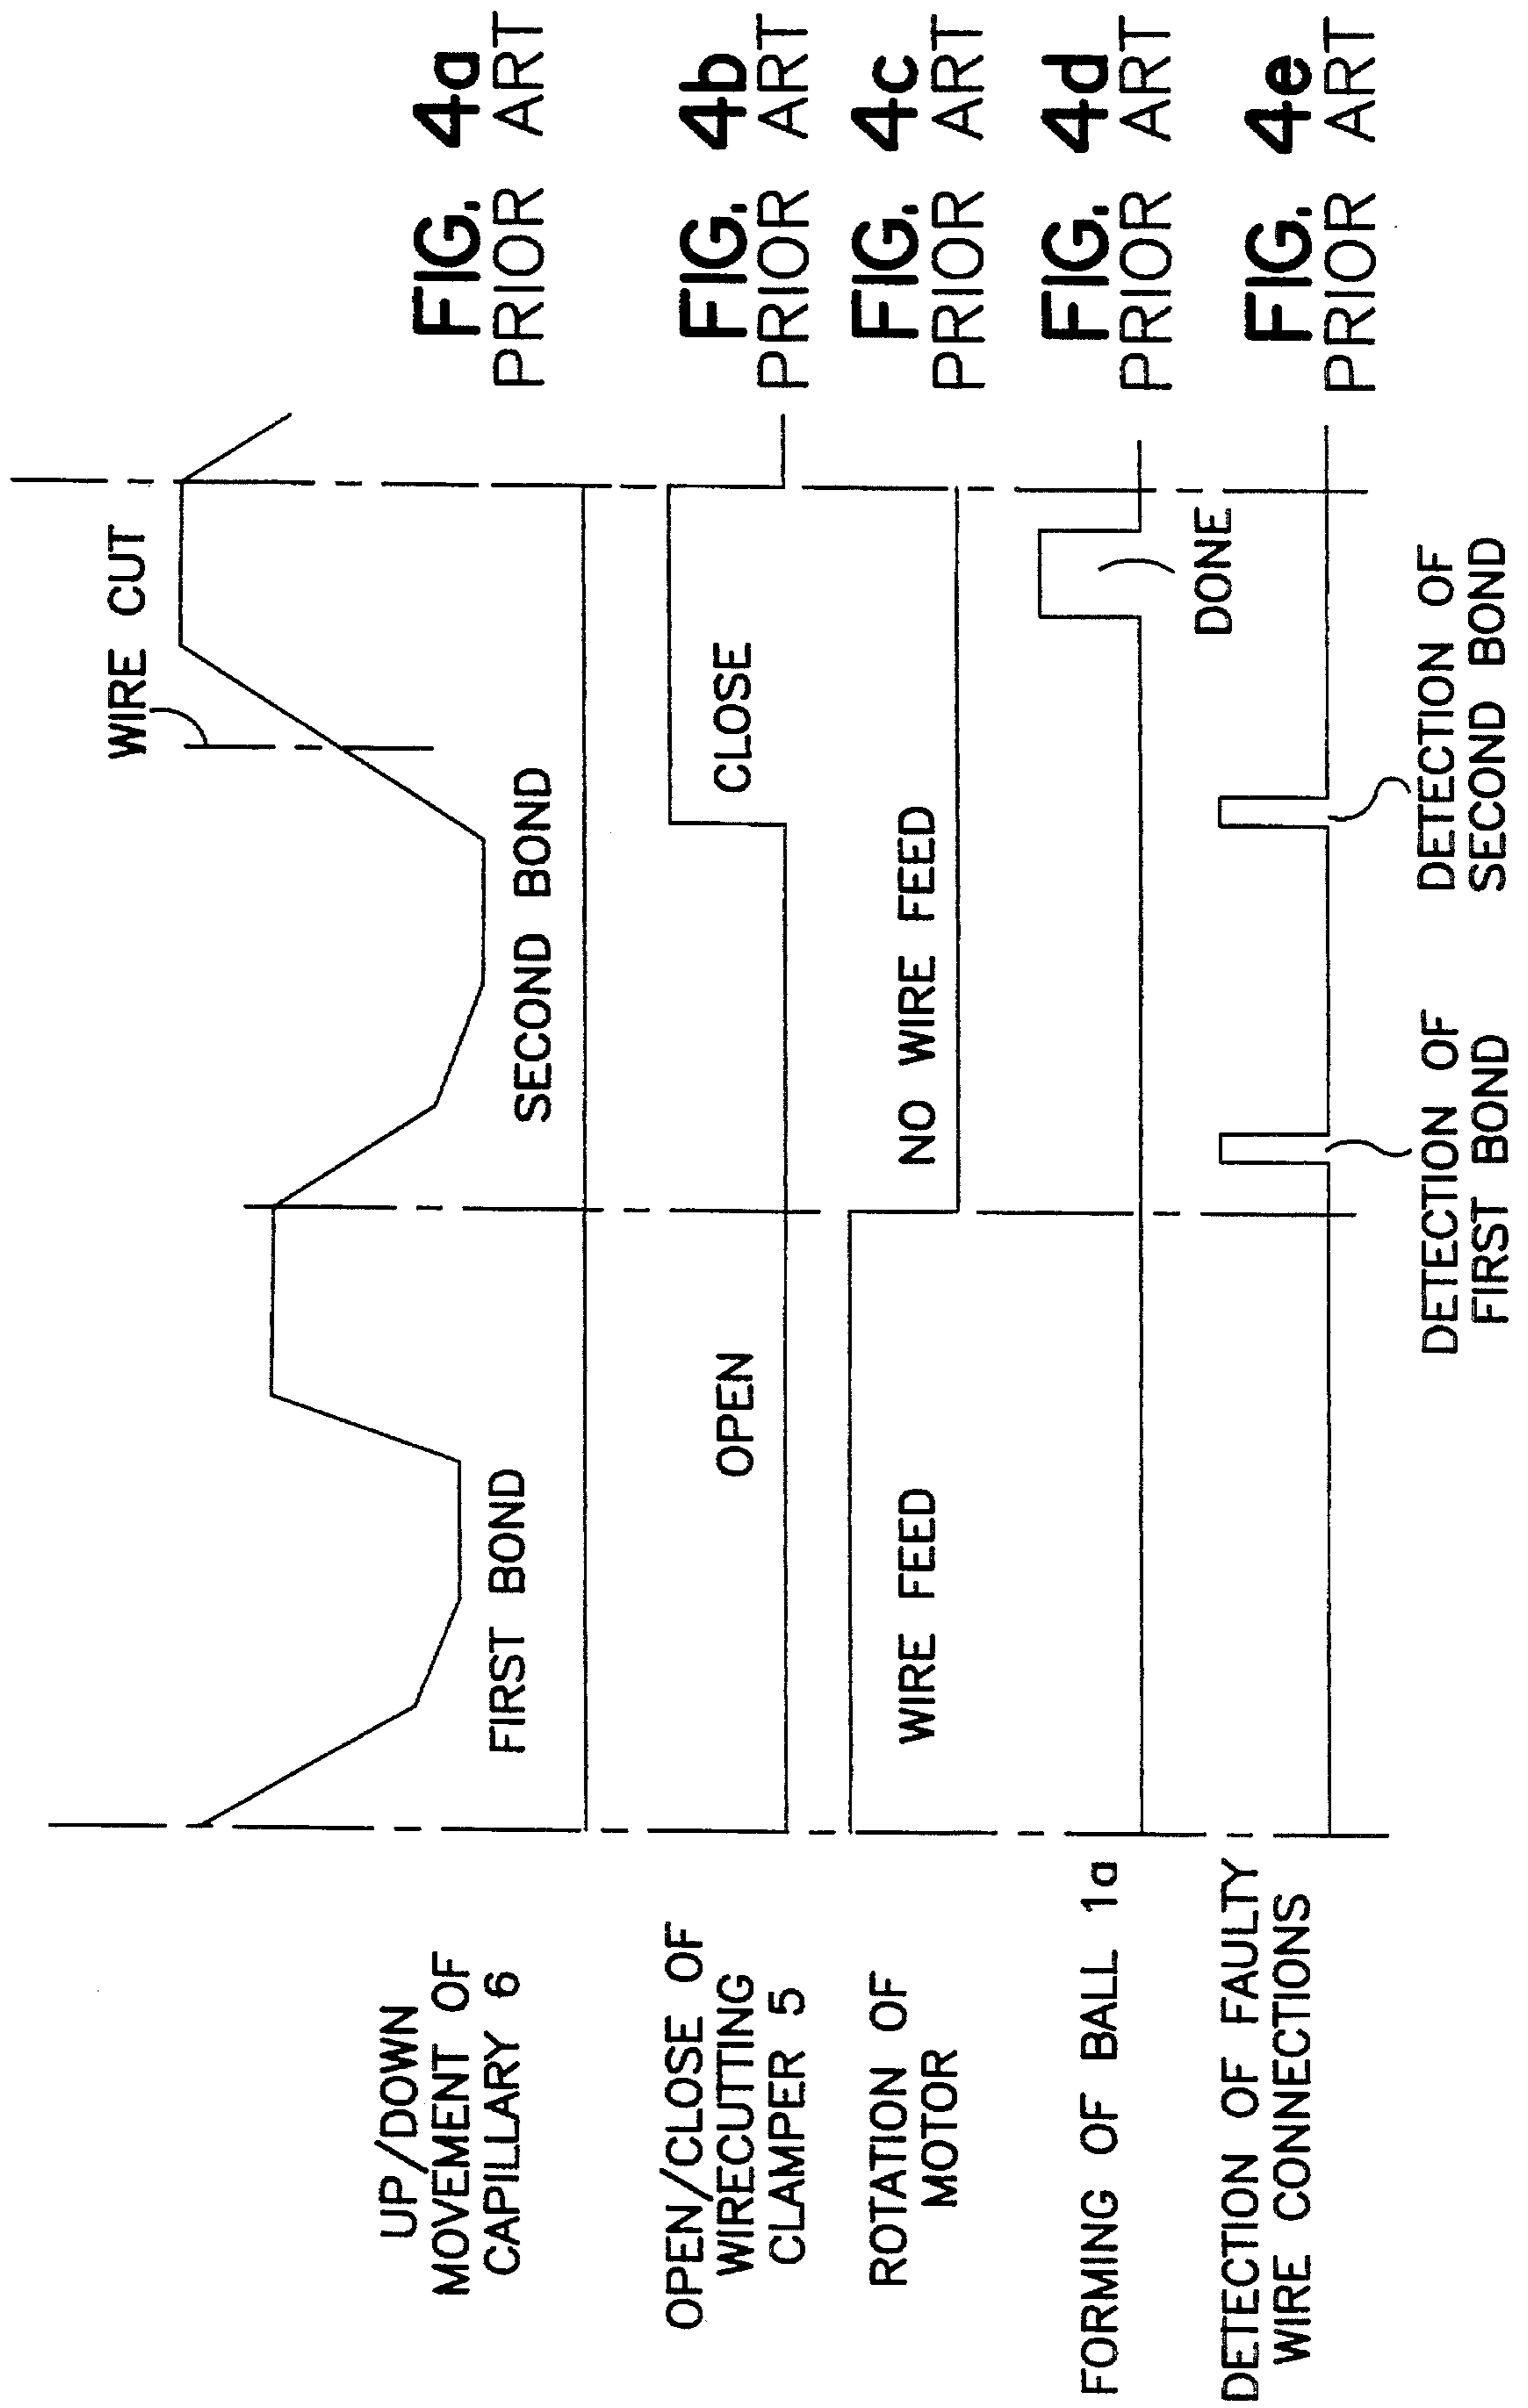 UP/DOWN
MOVEMENT OF
CAPILLARY 6
FIRST BOND
SECOND BOND
WIRE CUT
FIG. 4a
PRIOR ART
OPEN/CLOSE OF
WIRECUTTING
CLAMPER 5
OPEN
CLOSE
FIG. 4b
PRIOR ART
ROTATION OF
MOTOR
WIRE FEED
NO WIRE FEED
FIG. 4c
PRIOR ART
FORMING OF BALL 1a
DONE
FIG. 4d
PRIOR ART
DETECTION OF FAULTY
WIRE CONNECTIONS
DETECTION OF
FIRST BOND
DETECTION OF
SECOND BOND
FIG. 4e
PRIOR ART